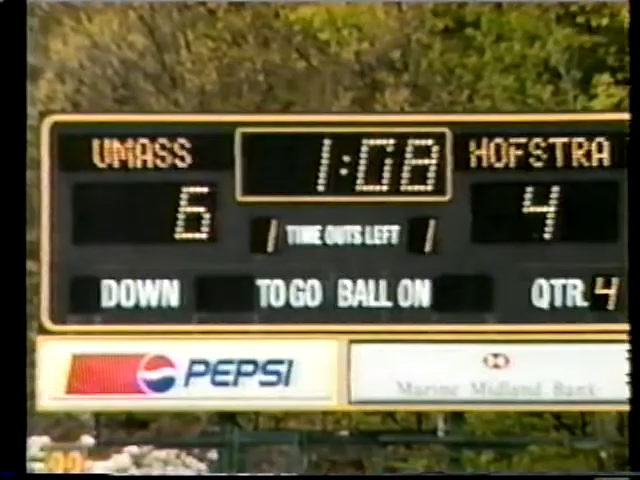 UMASS 1:08 HOFSTRA
6 4
1 TIME OUTS LEFT 1
DOWN TO GO BALL ON QTR. 4
PEPSI
Marine Midland Bank